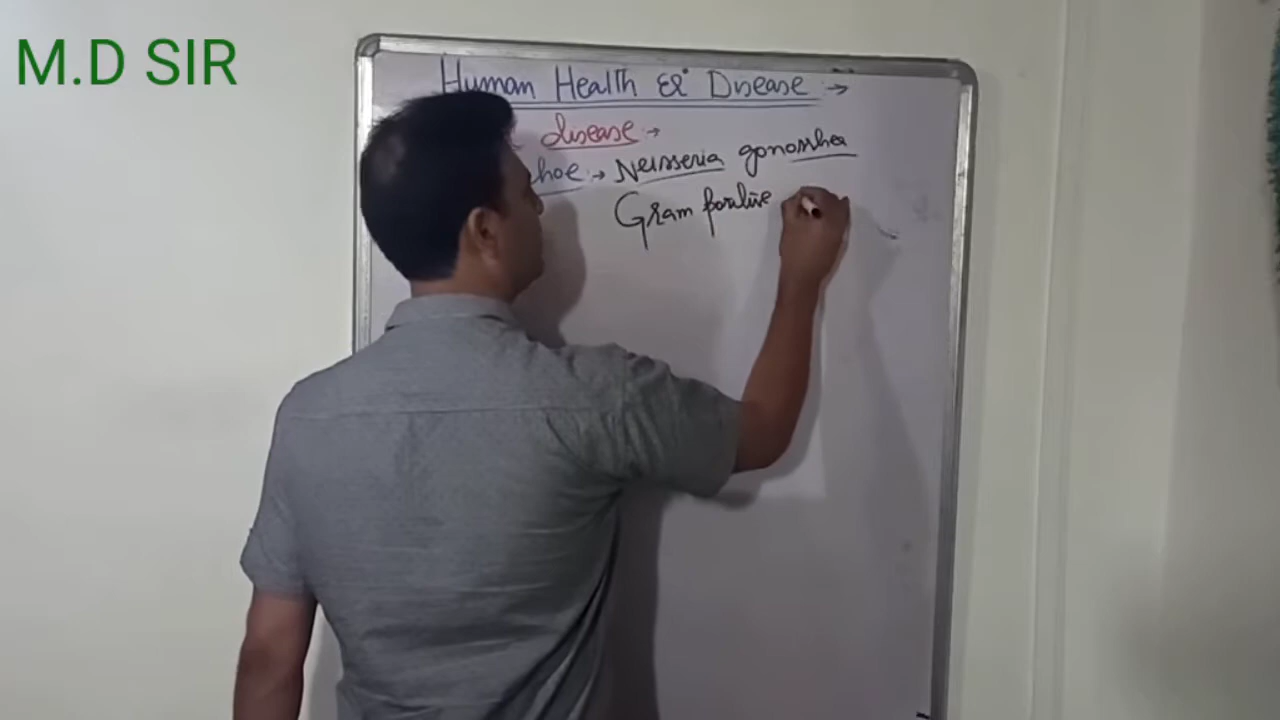 M.D SIR
Human Health & Disease →
disease →
hoe → Neisseria gonorrhea
Gram positive